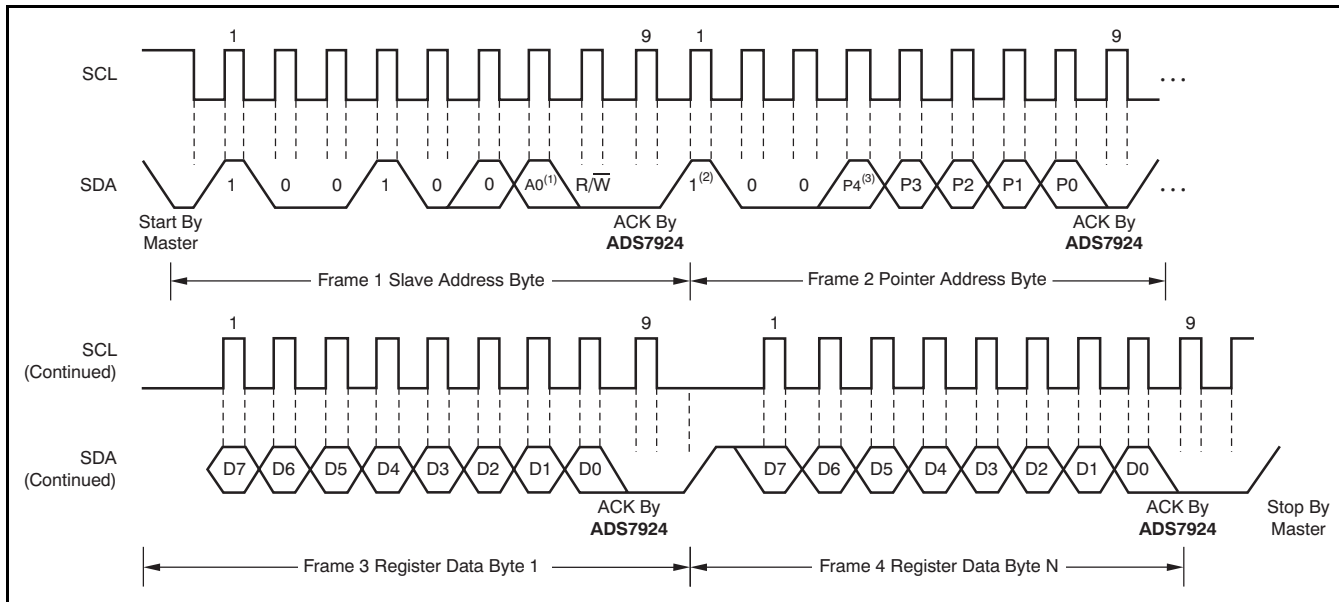 1 9 1 9
SCL ...
SDA 1 0 0 1 0 0 A0(1) R/W̅ 1(2) 0 0 P4(3) P3 P2 P1 P0 ...
Start By Master
ACK By ADS7924
ACK By ADS7924
Frame 1 Slave Address Byte
Frame 2 Pointer Address Byte
1 9 1 9
SCL (Continued)
SDA (Continued) D7 D6 D5 D4 D3 D2 D1 D0 D7 D6 D5 D4 D3 D2 D1 D0
ACK By ADS7924
ACK By ADS7924
Stop By Master
Frame 3 Register Data Byte 1
Frame 4 Register Data Byte N